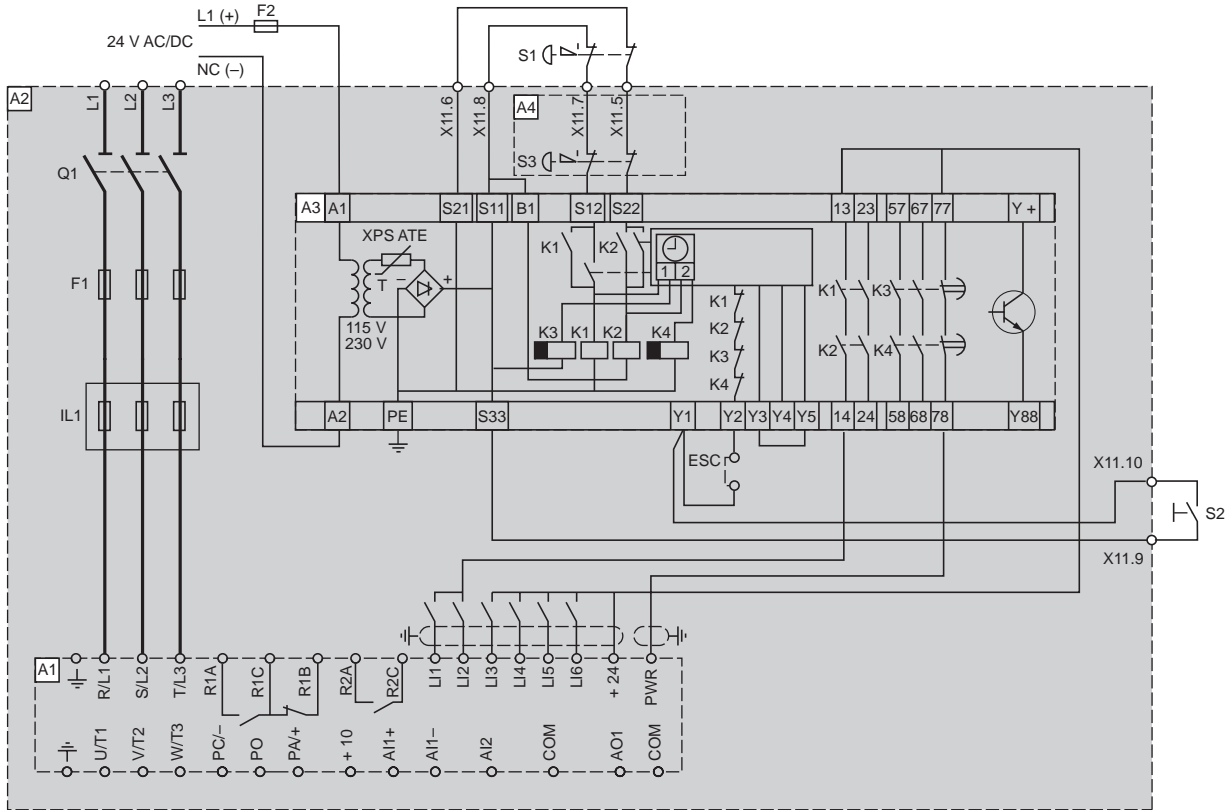 L1 (+) F2
24 V AC/DC
NC (–)
S1
A2
L1 L2 L3
X11.6 X11.8 X11.7 X11.5
A4
S3
Q1
A3 A1 S21 S11 B1 S12 S22 13 23 57 67 77 Y +
XPS ATE
K1 K2
1 2
T – +
F1
115 V
230 V
K3 K1 K2 K4
K1
K2
K3
K4
K1 K3
K2 K4
IL1
A2 PE S33 Y1 Y2 Y3 Y4 Y5 14 24 58 68 78 Y88
ESC
X11.10
S2
X11.9
A1
R/L1 S/L2 T/L3 R1A R1C R1B R2A R2C LI1 LI2 LI3 LI4 LI5 LI6 + 24 PWR
U/T1 V/T2 W/T3 PC/– PO PA/+ + 10 AI1+ AI1– AI2 COM AO1 COM